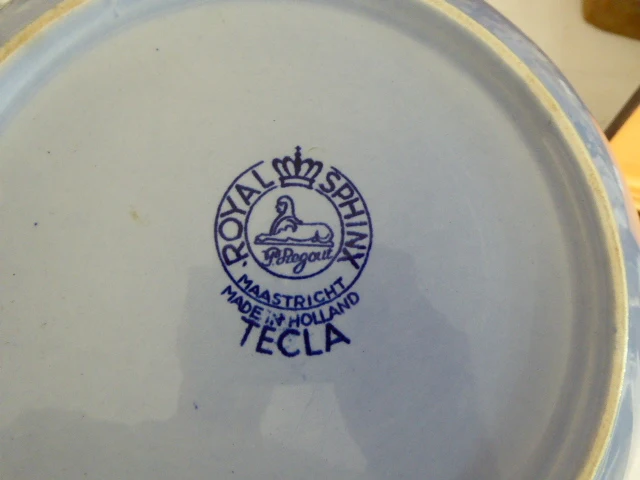 ROYAL SPHINX
P. Regout
MAASTRICHT
MADE IN HOLLAND
TECLA